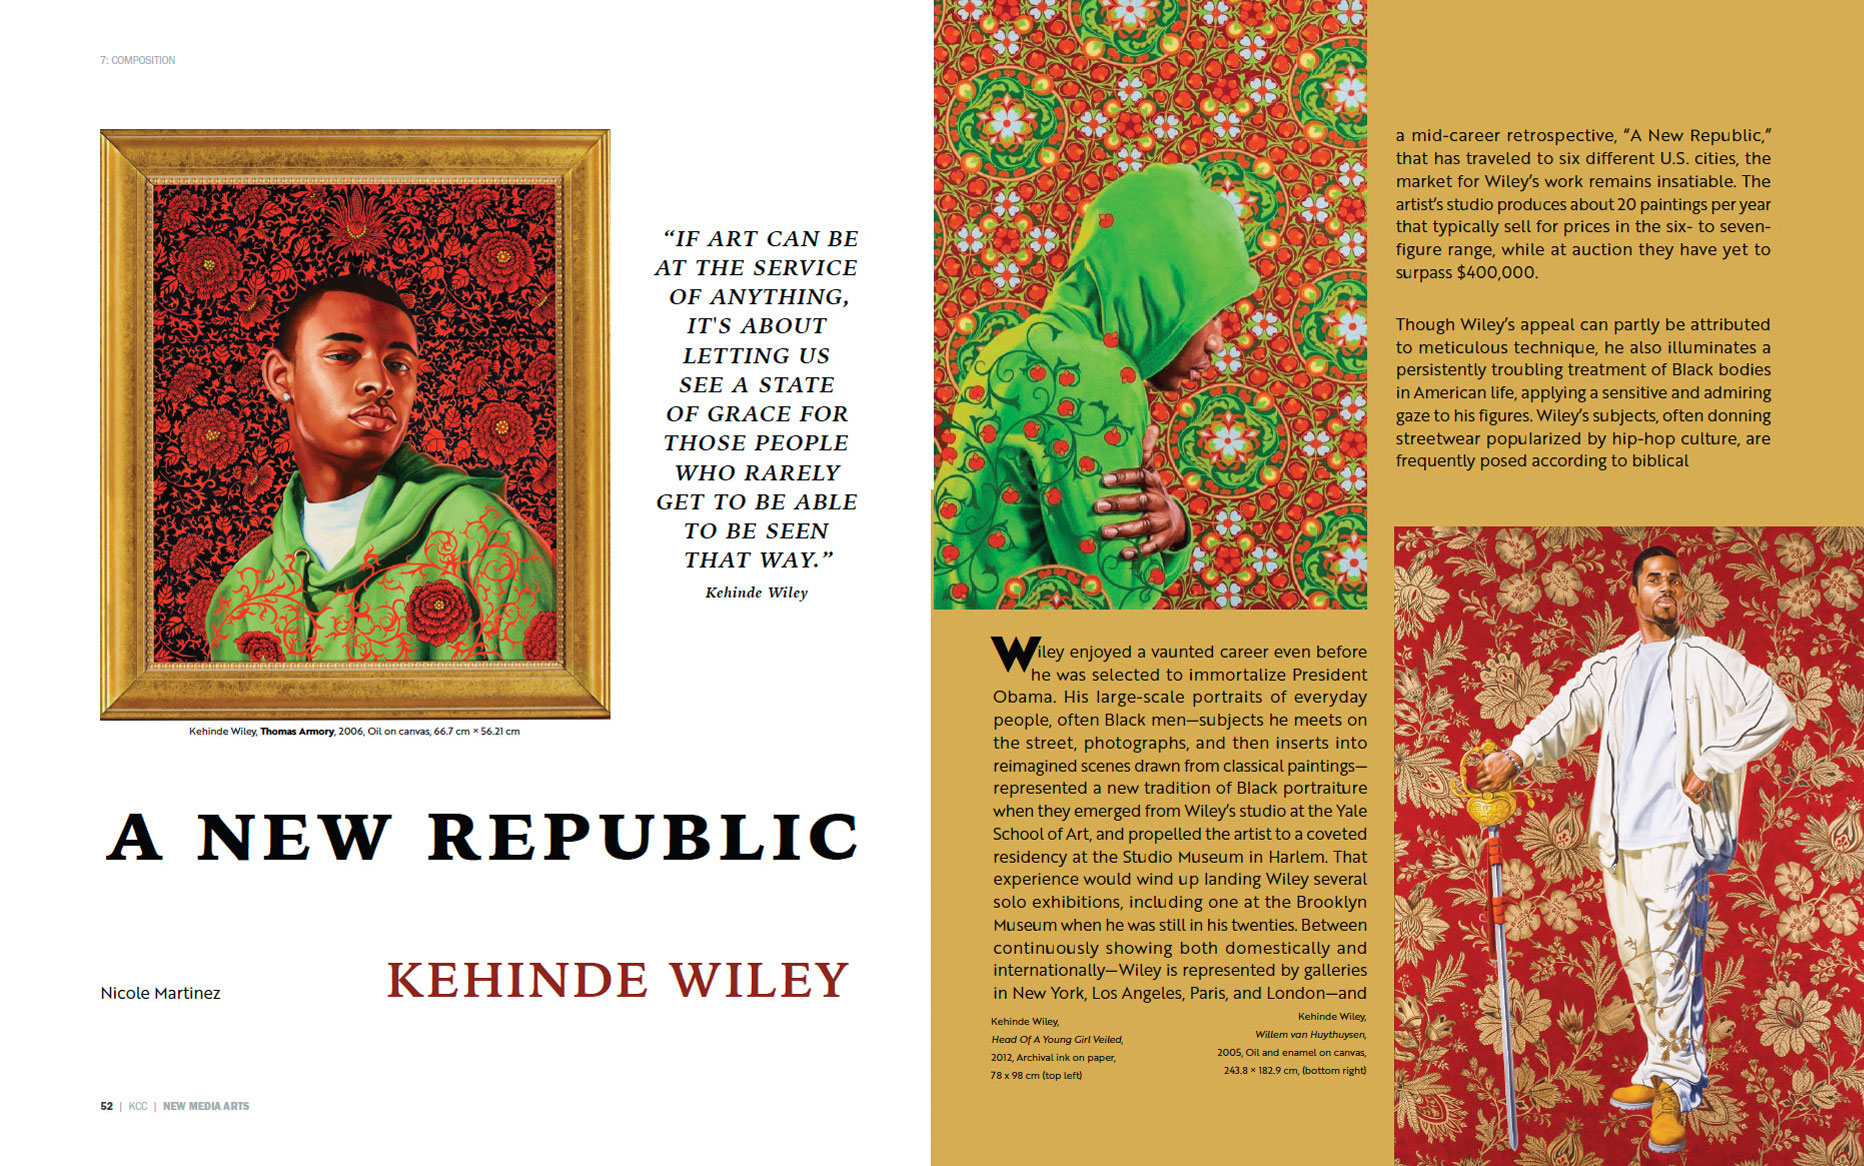 7: COMPOSITION
Kehinde Wiley, Thomas Armory, 2006, Oil on canvas, 66.7 cm × 56.21 cm
“IF ART CAN BE
AT THE SERVICE
OF ANYTHING,
IT'S ABOUT
LETTING US
SEE A STATE
OF GRACE FOR
THOSE PEOPLE
WHO RARELY
GET TO BE ABLE
TO BE SEEN
THAT WAY.”
Kehinde Wiley
A NEW REPUBLIC
Nicole Martinez
KEHINDE WILEY
52 | KCC | NEW MEDIA ARTS
Wiley enjoyed a vaunted career even before
he was selected to immortalize President
Obama. His large-scale portraits of everyday
people, often Black men—subjects he meets on
the street, photographs, and then inserts into
reimagined scenes drawn from classical paintings—
represented a new tradition of Black portraiture
when they emerged from Wiley's studio at the Yale
School of Art, and propelled the artist to a coveted
residency at the Studio Museum in Harlem. That
experience would wind up landing Wiley several
solo exhibitions, including one at the Brooklyn
Museum when he was still in his twenties. Between
continuously showing both domestically and
internationally—Wiley is represented by galleries
in New York, Los Angeles, Paris, and London—and
Kehinde Wiley,
Head Of A Young Girl Veiled,
2012, Archival ink on paper,
78 x 98 cm (top left)
Kehinde Wiley,
Willem van Huythuysen,
2005, Oil and enamel on canvas,
243.8 × 182.9 cm, (bottom right)
a mid-career retrospective, “A New Republic,”
that has traveled to six different U.S. cities, the
market for Wiley's work remains insatiable. The
artist's studio produces about 20 paintings per year
that typically sell for prices in the six- to seven-
figure range, while at auction they have yet to
surpass $400,000.
Though Wiley's appeal can partly be attributed
to meticulous technique, he also illuminates a
persistently troubling treatment of Black bodies
in American life, applying a sensitive and admiring
gaze to his figures. Wiley's subjects, often donning
streetwear popularized by hip-hop culture, are
frequently posed according to biblical